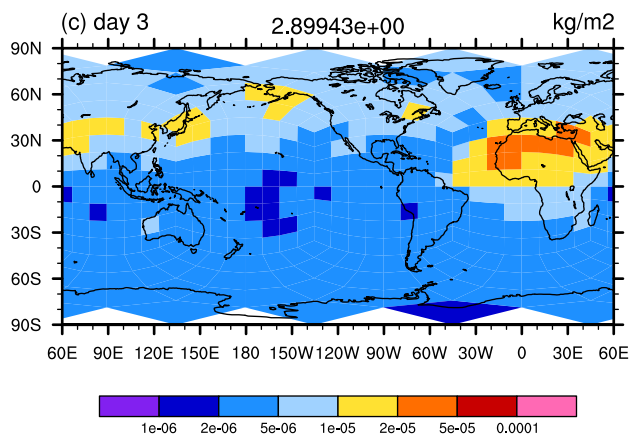 (c) day 3 2.89943e+00 kg/m2
90N
60N
30N
0
30S
60S
90S
60E 90E 120E 150E 180 150W 120W 90W 60W 30W 0 30E 60E
1e-06 2e-06 5e-06 1e-05 2e-05 5e-05 0.0001